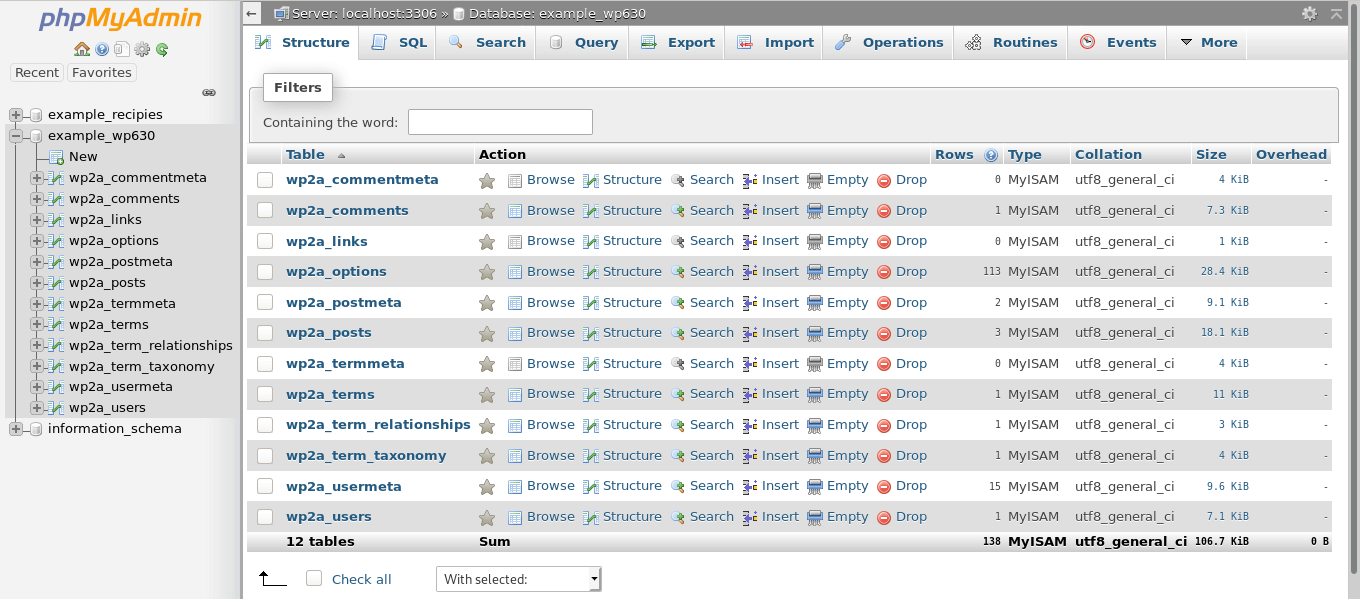 phpMyAdmin
Recent Favorites
example_recipies
example_wp630
New
wp2a_commentmeta
wp2a_comments
wp2a_links
wp2a_options
wp2a_postmeta
wp2a_posts
wp2a_termmeta
wp2a_terms
wp2a_term_relationships
wp2a_term_taxonomy
wp2a_usermeta
wp2a_users
information_schema
Server: localhost:3306 » Database: example_wp630
Structure SQL Search Query Export Import Operations Routines Events More
Filters
Containing the word:
Table Action Rows Type Collation Size Overhead
wp2a_commentmeta Browse Structure Search Insert Empty Drop 0 MyISAM utf8_general_ci 4 KiB -
wp2a_comments Browse Structure Search Insert Empty Drop 1 MyISAM utf8_general_ci 7.3 KiB -
wp2a_links Browse Structure Search Insert Empty Drop 0 MyISAM utf8_general_ci 1 KiB -
wp2a_options Browse Structure Search Insert Empty Drop 113 MyISAM utf8_general_ci 28.4 KiB -
wp2a_postmeta Browse Structure Search Insert Empty Drop 2 MyISAM utf8_general_ci 9.1 KiB -
wp2a_posts Browse Structure Search Insert Empty Drop 3 MyISAM utf8_general_ci 18.1 KiB -
wp2a_termmeta Browse Structure Search Insert Empty Drop 0 MyISAM utf8_general_ci 4 KiB -
wp2a_terms Browse Structure Search Insert Empty Drop 1 MyISAM utf8_general_ci 11 KiB -
wp2a_term_relationships Browse Structure Search Insert Empty Drop 1 MyISAM utf8_general_ci 3 KiB -
wp2a_term_taxonomy Browse Structure Search Insert Empty Drop 1 MyISAM utf8_general_ci 4 KiB -
wp2a_usermeta Browse Structure Search Insert Empty Drop 15 MyISAM utf8_general_ci 9.6 KiB -
wp2a_users Browse Structure Search Insert Empty Drop 1 MyISAM utf8_general_ci 7.1 KiB -
12 tables Sum 138 MyISAM utf8_general_ci 106.7 KiB 0 B
Check all With selected: